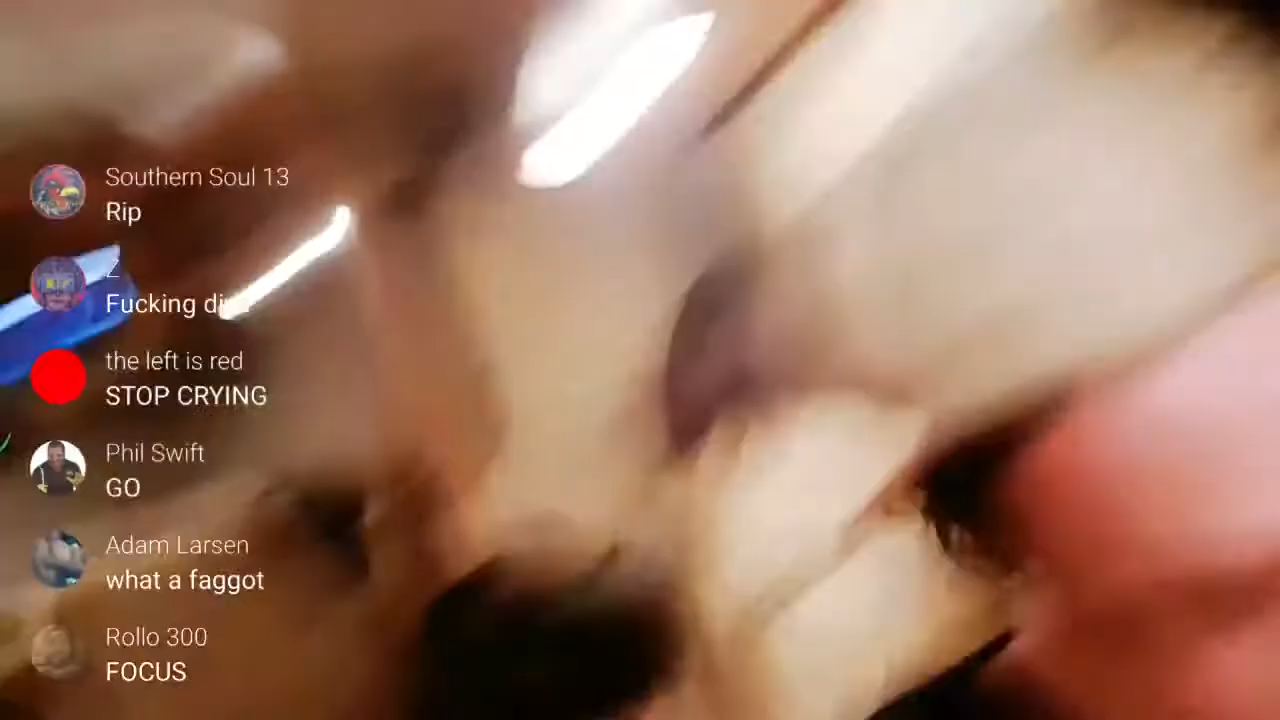 Southern Soul 13
Rip
Z
Fucking
the left is red
STOP CRYING
Phil Swift
GO
Adam Larsen
what a faggot
Rollo 300
FOCUS